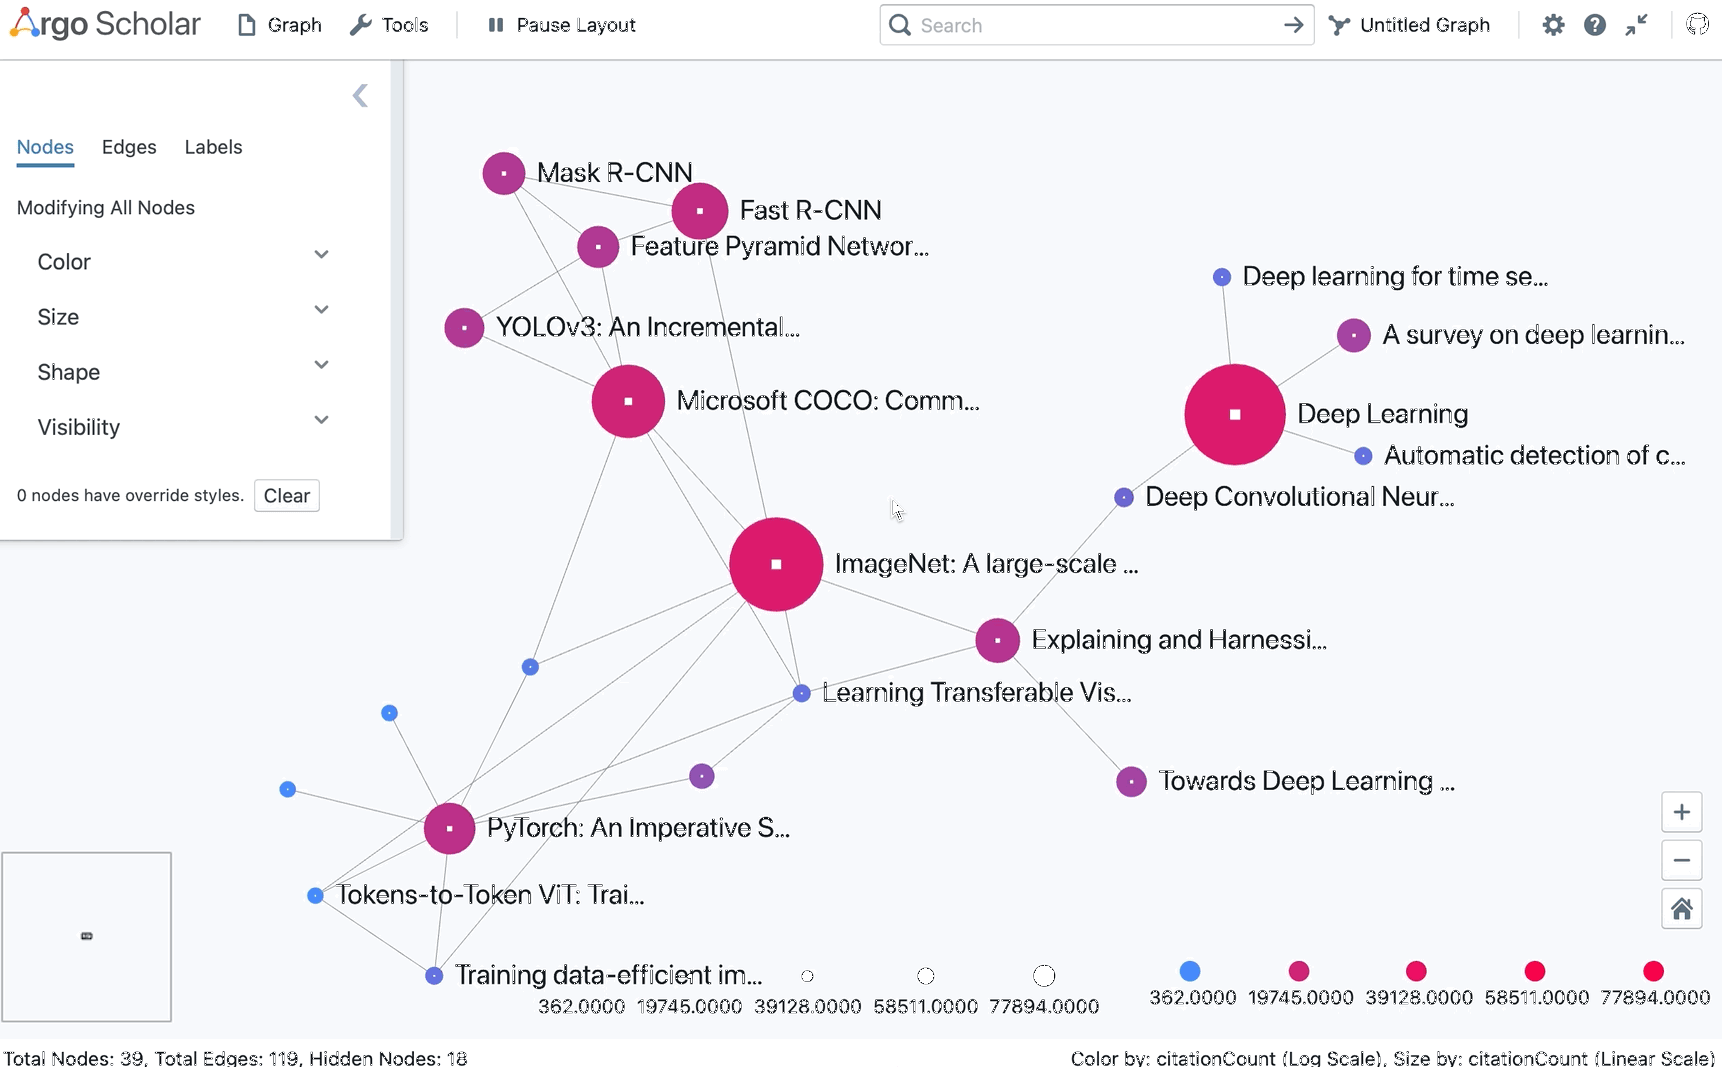 Argo Scholar
Graph
Tools
Pause Layout
Search
Untitled Graph
Nodes
Edges
Labels
Modifying All Nodes
Color
Size
Shape
Visibility
0 nodes have override styles.
Clear
Mask R-CNN
Fast R-CNN
Feature Pyramid Networ...
Deep learning for time se...
YOLOv3: An Incremental...
A survey on deep learnin...
Microsoft COCO: Comm...
Deep Learning
Automatic detection of c...
Deep Convolutional Neur...
ImageNet: A large-scale ...
Explaining and Harnessi...
Learning Transferable Vis...
Towards Deep Learning ...
PyTorch: An Imperative S...
Tokens-to-Token ViT: Trai...
Training data-efficient im...
362.0000 19745.0000 39128.0000 58511.0000 77894.0000
362.0000 19745.0000 39128.0000 58511.0000 77894.0000
Total Nodes: 39, Total Edges: 119, Hidden Nodes: 18
Color by: citationCount (Log Scale), Size by: citationCount (Linear Scale)